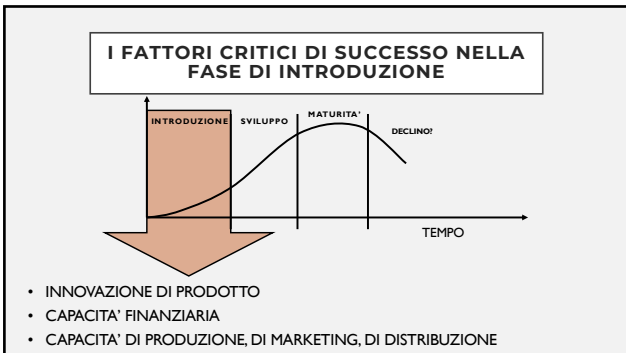 I FATTORI CRITICI DI SUCCESSO NELLA
FASE DI INTRODUZIONE
INTRODUZIONE
SVILUPPO
MATURITA'
DECLINO?
TEMPO
• INNOVAZIONE DI PRODOTTO
• CAPACITA' FINANZIARIA
• CAPACITA' DI PRODUZIONE, DI MARKETING, DI DISTRIBUZIONE